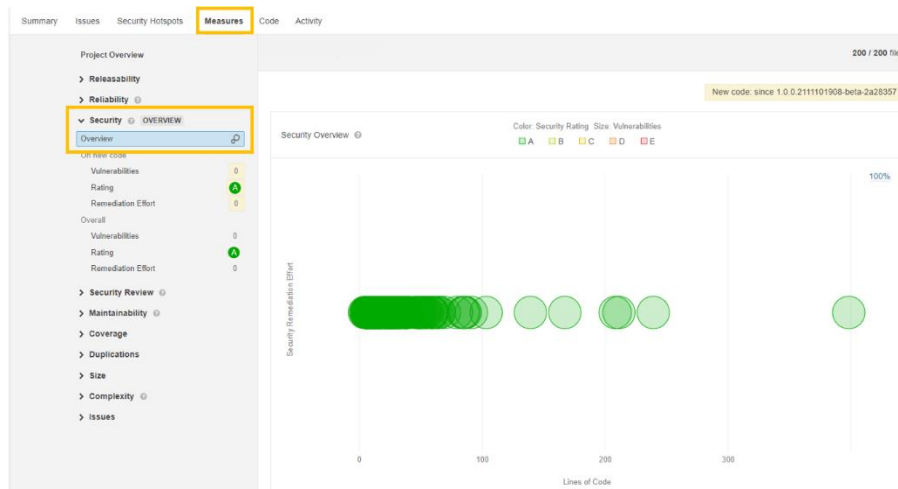 Summary Issues Security Hotspots Measures Code Activity
Project Overview
200 / 200 file
Releasability
Reliability
New code: since 1.0.0.2111101908-beta-2a28357
Security OVERVIEW
Overview
On new code
Vulnerabilities 0
Rating A
Remediation Effort 0
Overall
Vulnerabilities 0
Rating A
Remediation Effort 0
Security Review
Maintainability
Coverage
Duplications
Size
Complexity
Issues
Security Overview
Color: Security Rating Size: Vulnerabilities
A B C D E
100%
Security Remediation Effort
0 100 200 300
Lines of Code